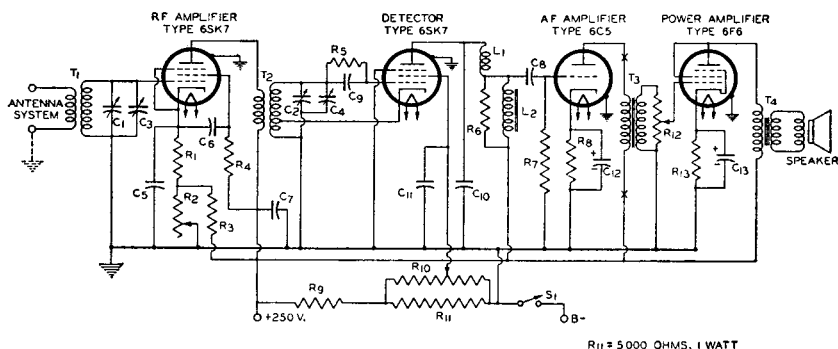 RF AMPLIFIER
TYPE 6SK7
DETECTOR
TYPE 6SK7
AF AMPLIFIER
TYPE 6C5
POWER AMPLIFIER
TYPE 6F6
T1
ANTENNA
SYSTEM
C1
C3
C6
R1
R4
C5
R2
R3
C7
T2
R5
C2
C4
C9
L1
C8
R6
L2
C11
C10
R7
R8
C12
T3
R12
R13
C13
T4
SPEAKER
R9
R10
R11
S1
+250 V.
B-
R11 = 5000 OHMS, 1 WATT